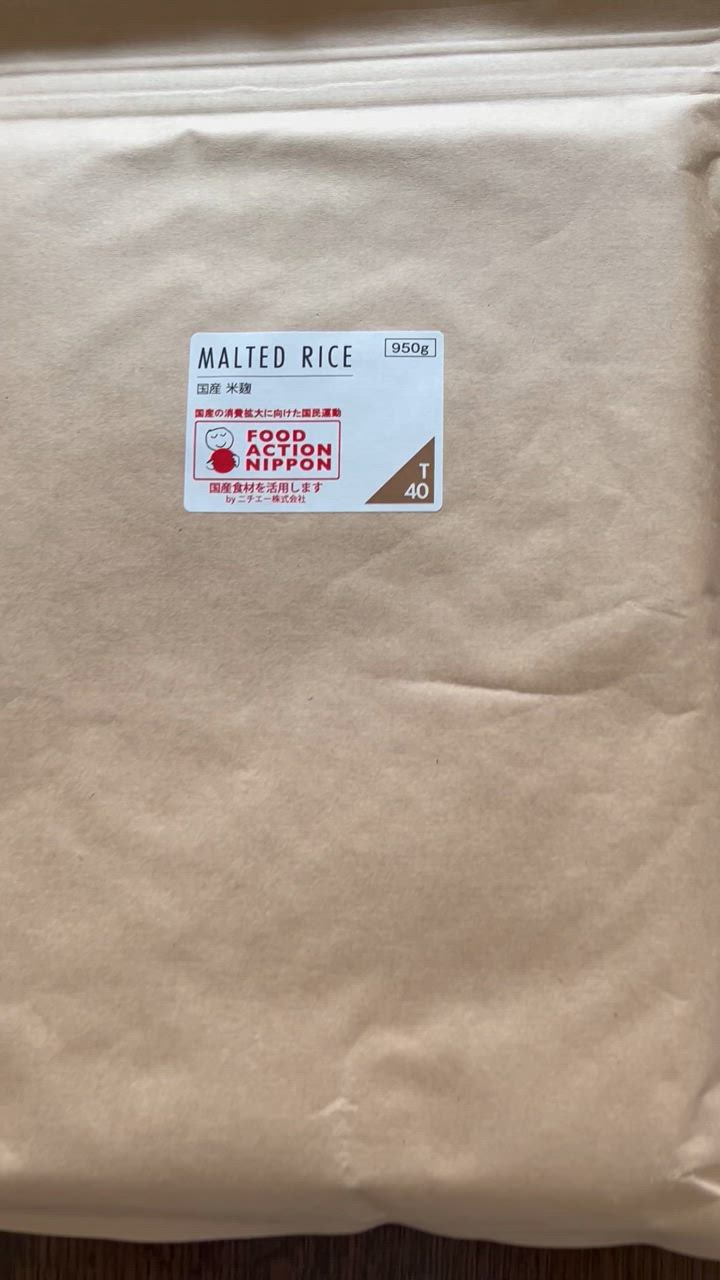 MALTED RICE
950g
国産 米麹
国産の消費拡大に向けた国民運動
FOOD
ACTION
NIPPON
国産食材を活用します
by ニチエー株式会社
T
40